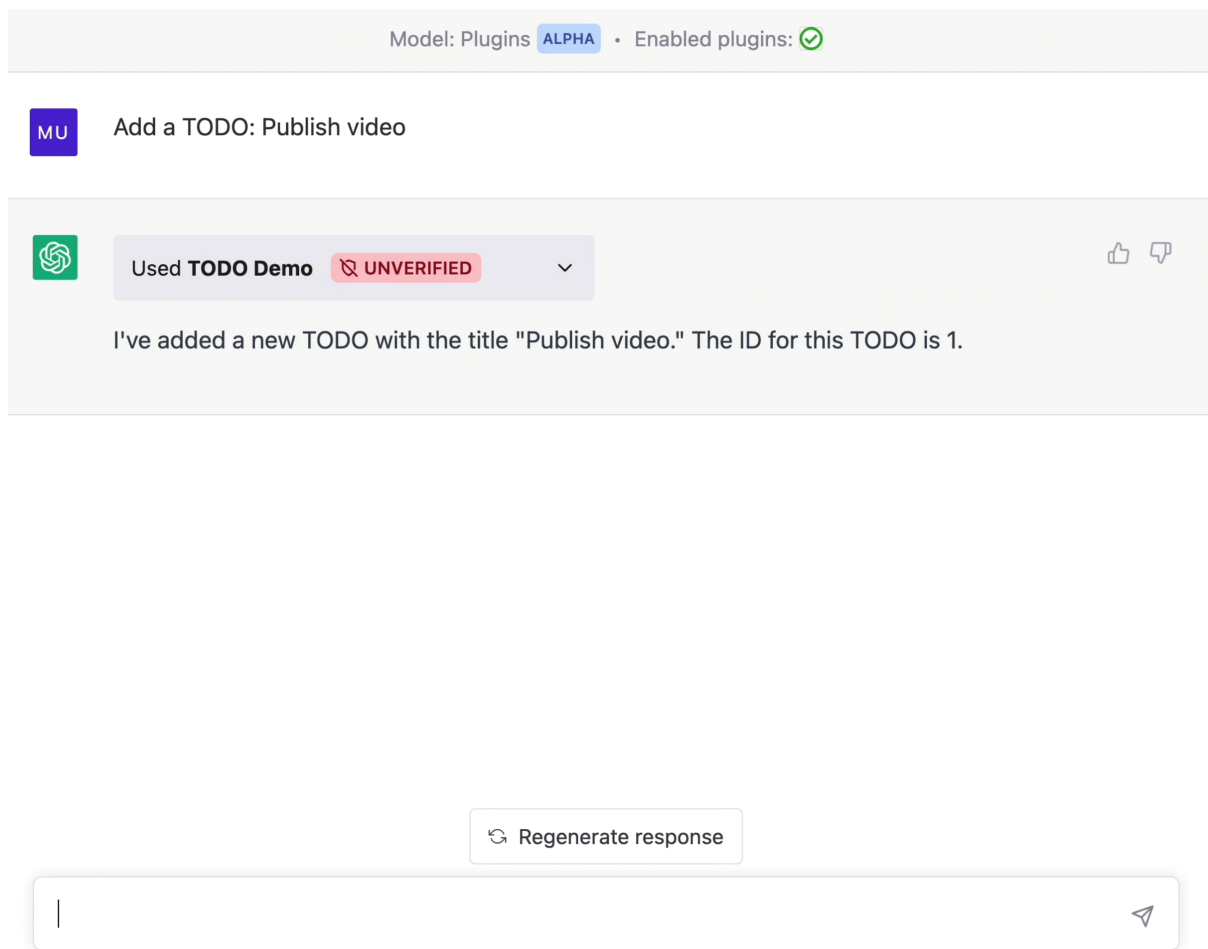 Model: Plugins ALPHA • Enabled plugins:
MU
Add a TODO: Publish video
Used TODO Demo UNVERIFIED
I've added a new TODO with the title "Publish video." The ID for this TODO is 1.
Regenerate response